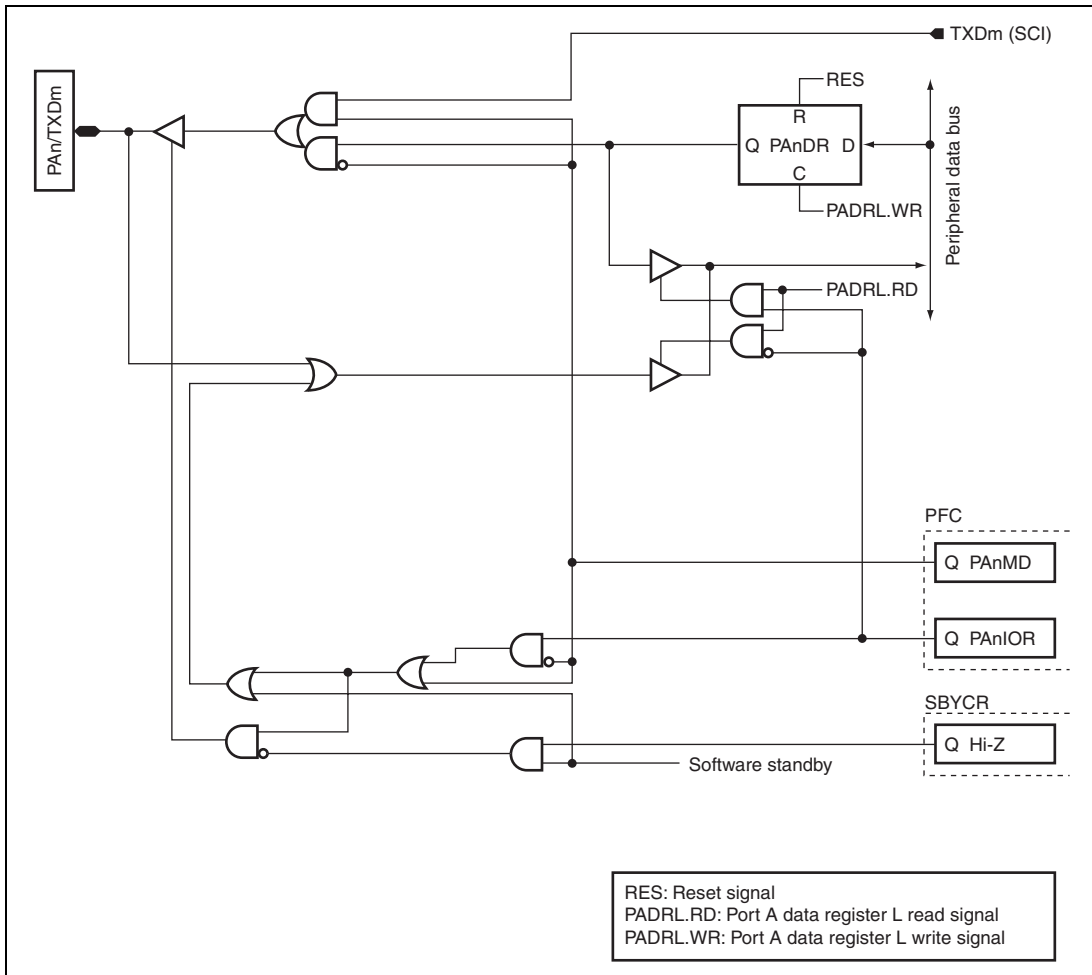 TXDm (SCI)
PAn/TXDm
RES
R
Q PAnDR D
C
PADRL.WR
Peripheral data bus
PADRL.RD
PFC
Q PAnMD
Q PAnIOR
SBYCR
Q Hi-Z
Software standby
RES: Reset signal
PADRL.RD: Port A data register L read signal
PADRL.WR: Port A data register L write signal